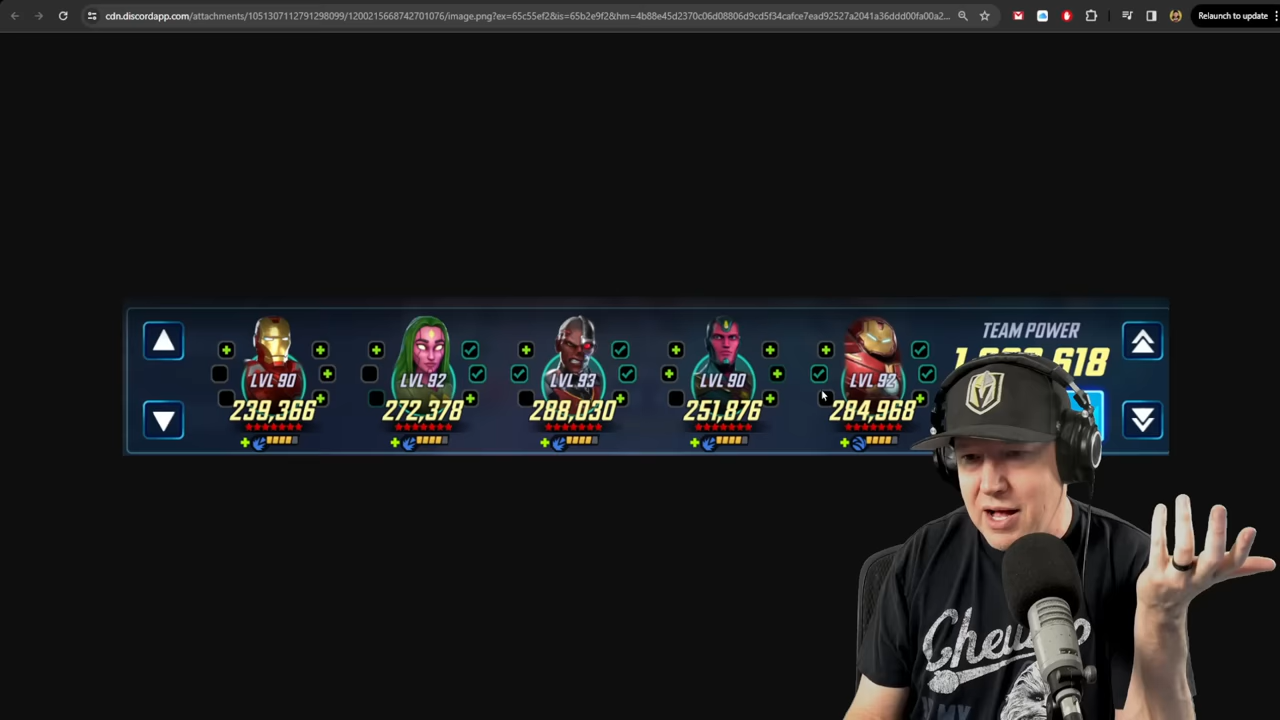 cdn.discordapp.com/attachments/1051307112791298099/1200215668742701076/image.png?ex=65c55ef2&is=65b2e9f2&hm=4b88e45d2370c06d08806d9cd5f34cafce7ead92527a2041a36ddd00fa00a2...
Relaunch to update
TEAM POWER
618
LVL 90
LVL 92
LVL 93
LVL 90
LVL 92
239,366
272,378
288,030
251,876
284,968